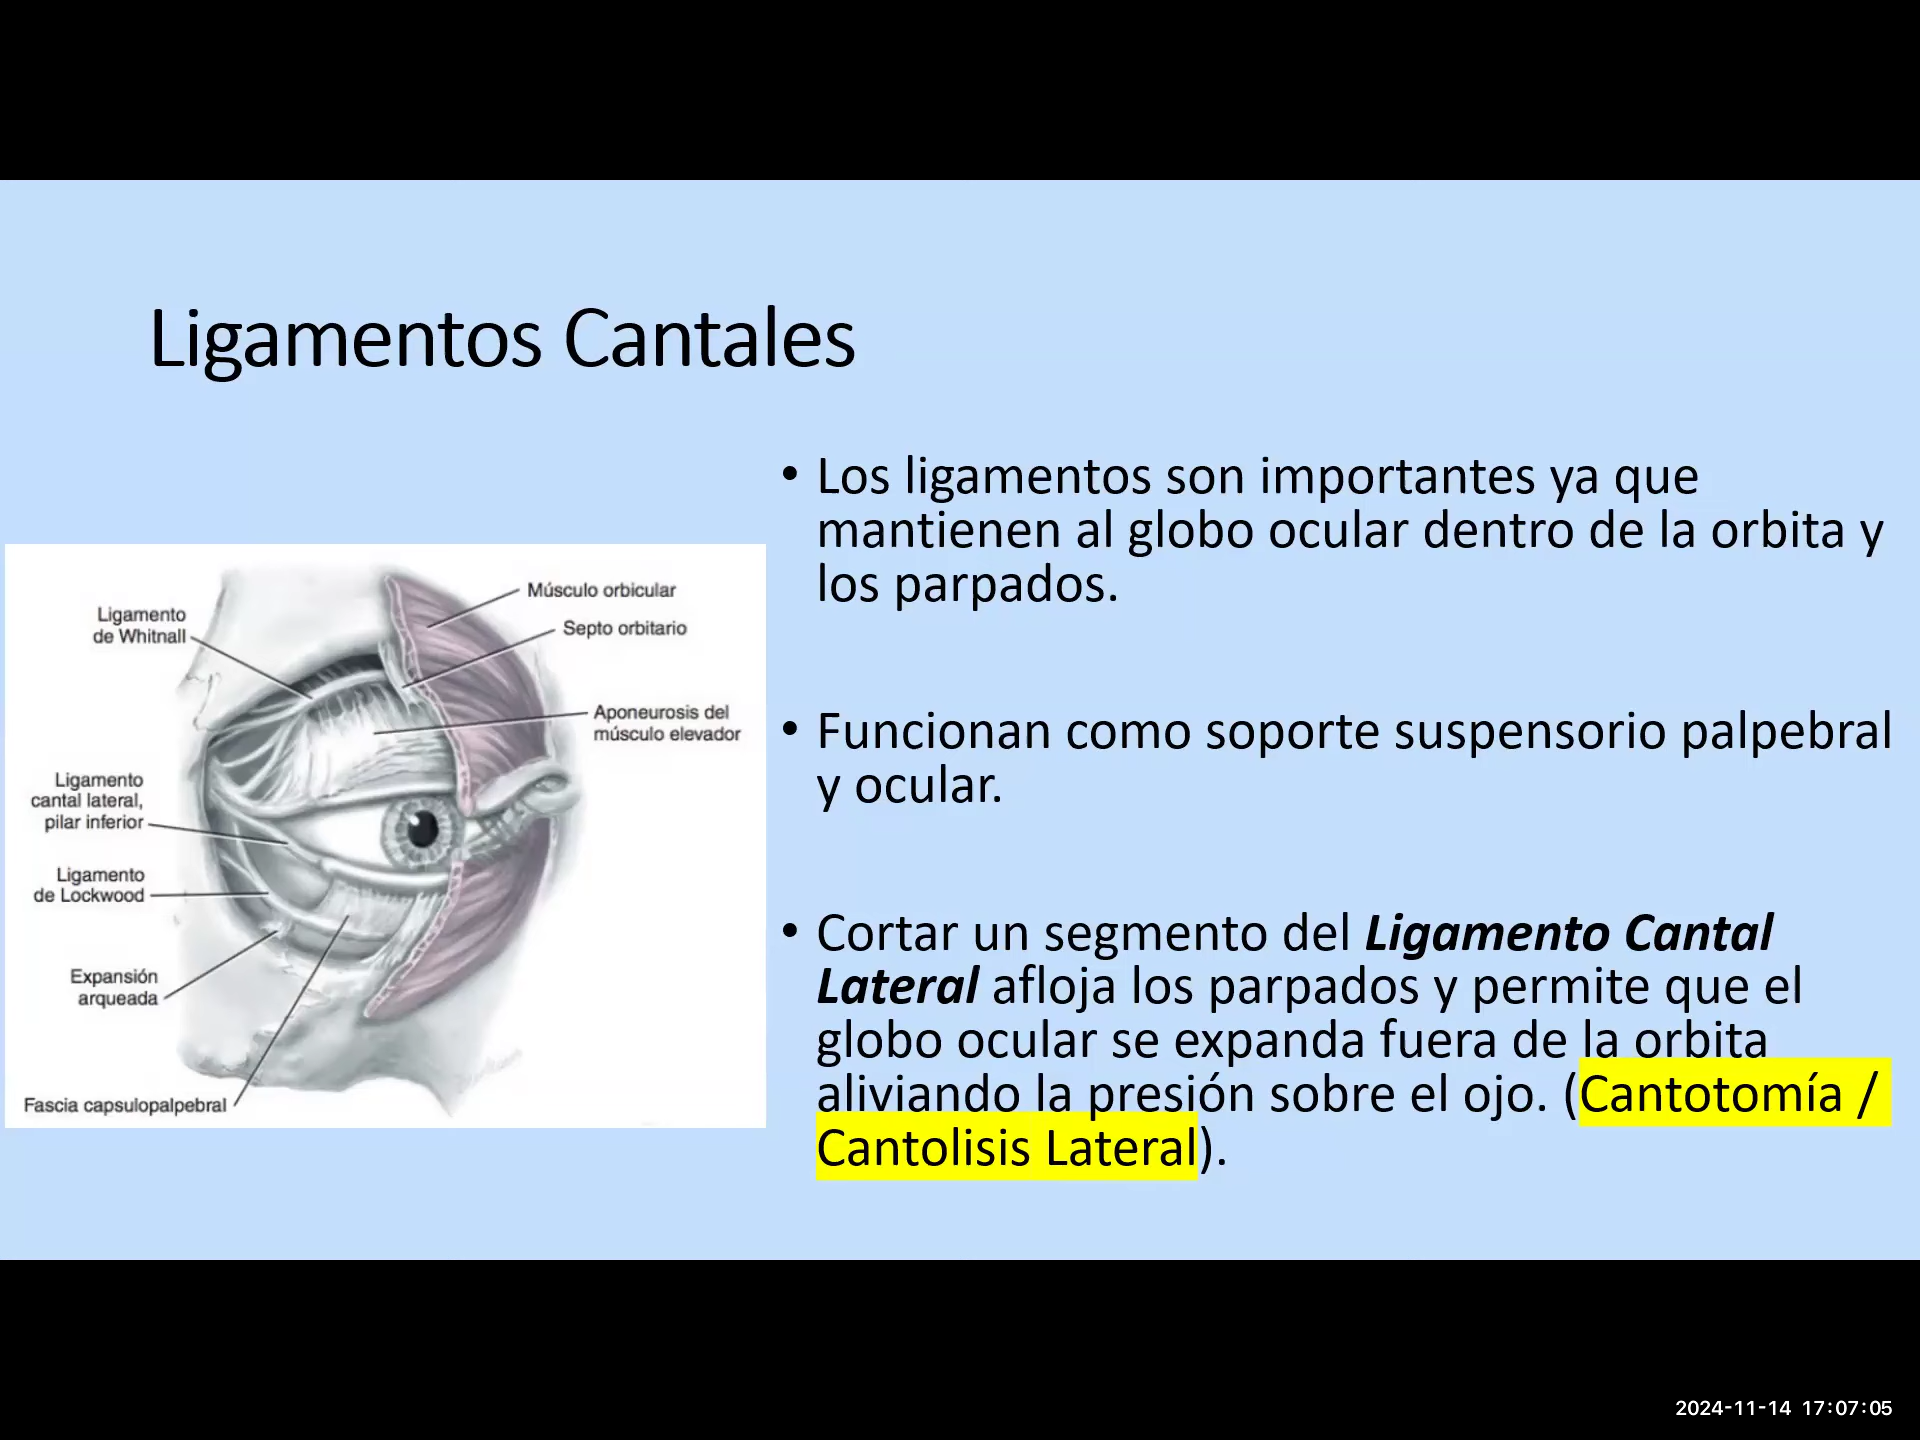 Ligamentos Cantales
• Los ligamentos son importantes ya que
mantienen al globo ocular dentro de la orbita y
los parpados.
• Funcionan como soporte suspensorio palpebral
y ocular.
• Cortar un segmento del Ligamento Cantal
Lateral afloja los parpados y permite que el
globo ocular se expanda fuera de la orbita
aliviando la presión sobre el ojo. (Cantotomía /
Cantolisis Lateral).
Músculo orbicular
Septo orbitario
Aponeurosis del
músculo elevador
Ligamento
de Whitnall
Ligamento
cantal lateral,
pilar inferior
Ligamento
de Lockwood
Expansión
arqueada
Fascia capsulopalpebral
2024-11-14 17:07:05